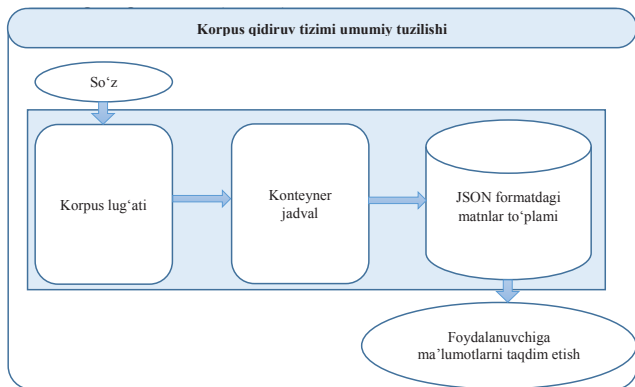 Korpus qidiruv tizimi umumiy tuzilishi
So‘z
Korpus lug‘ati
Konteyner
jadval
JSON formatdagi
matnlar to‘plami
Foydalanuvchiga
ma’lumotlarni taqdim etish